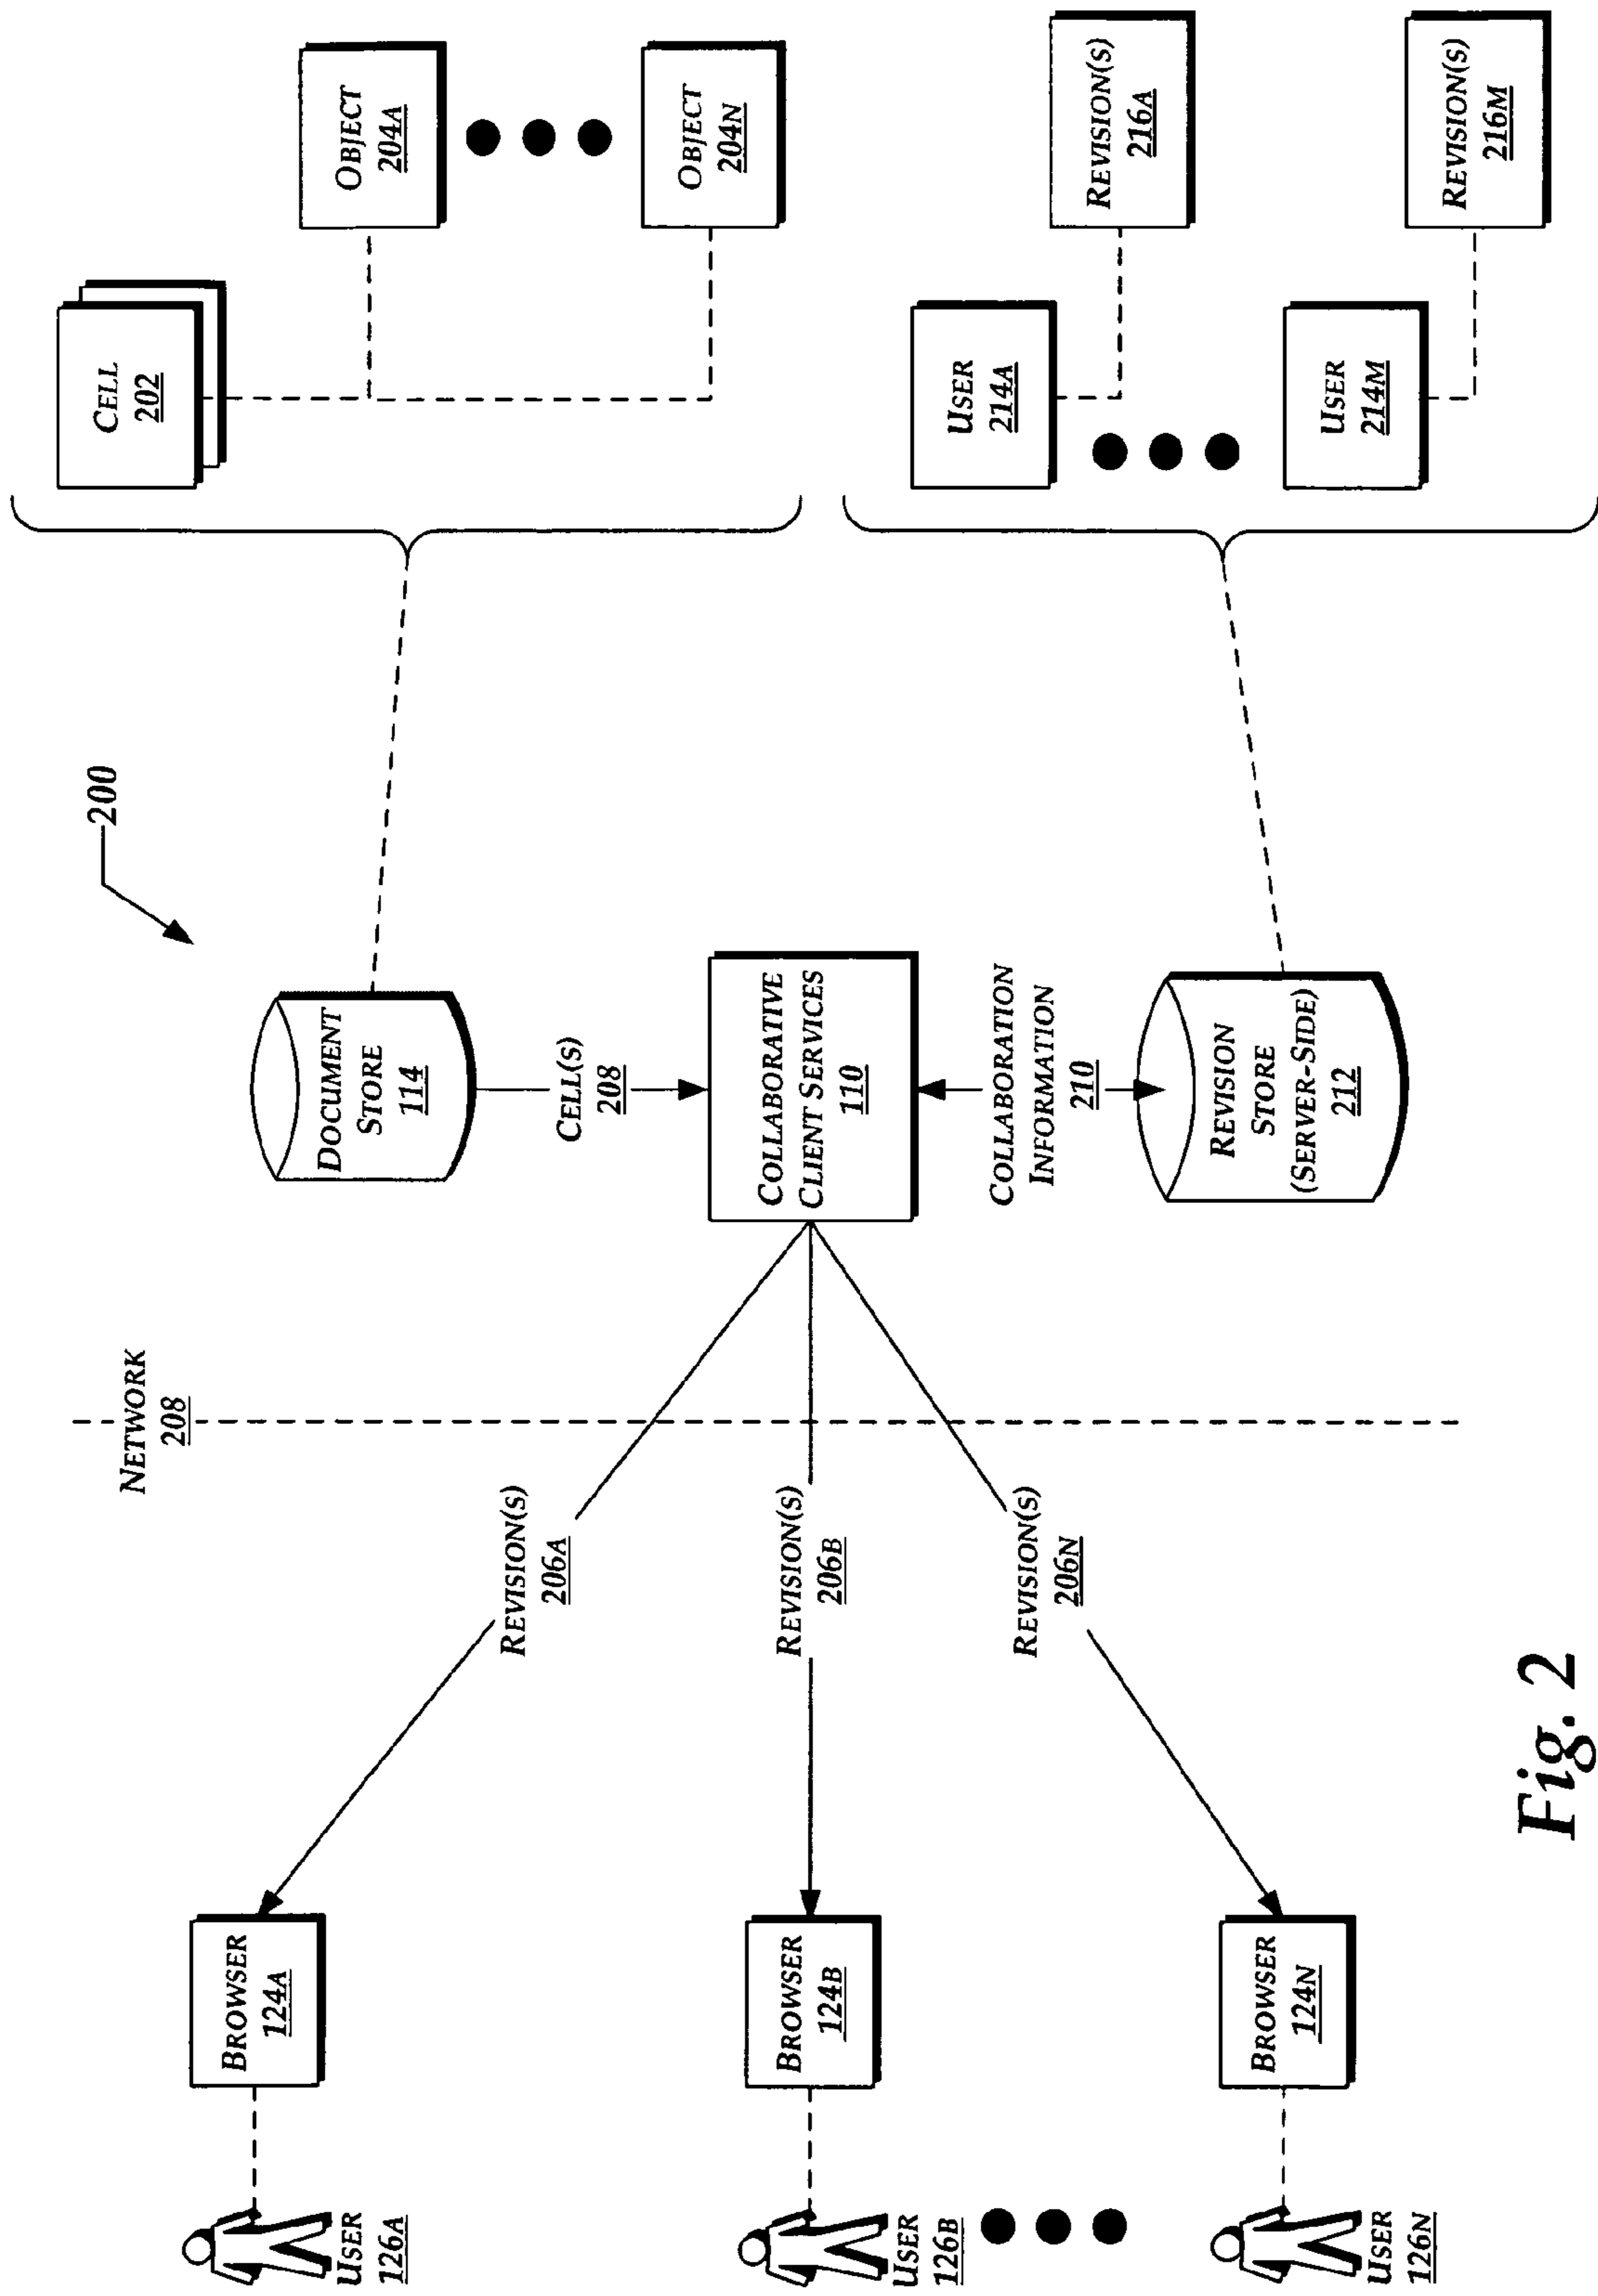 200
NETWORK
208
USER
126A
BROWSER
124A
REVISION(S)
206A
DOCUMENT
STORE
114
CELL
202
OBJECT
204A
OBJECT
204N
CELL(S)
208
USER
126B
BROWSER
124B
REVISION(S)
206B
COLLABORATIVE
CLIENT SERVICES
110
COLLABORATION
INFORMATION
210
USER
126N
BROWSER
124N
REVISION(S)
206N
REVISION
STORE
(SERVER-SIDE)
212
USER
214A
REVISION(S)
216A
USER
214M
REVISION(S)
216M
Fig. 2